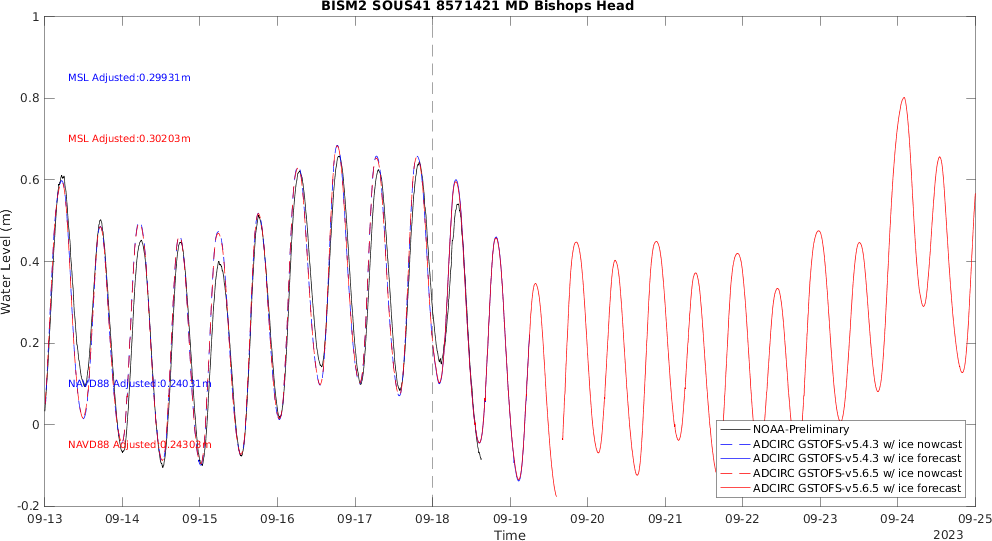 BISM2 SOUS41 8571421 MD Bishops Head
1
0.8
0.6
0.4
0.2
0
-0.2
Water Level (m)
MSL Adjusted:0.29931m
MSL Adjusted:0.30203m
NAVD88 Adjusted:0.24031m
NAVD88 Adjusted:0.24303m
NOAA-Preliminary
ADCIRC GSTOFS-v5.4.3 w/ ice nowcast
ADCIRC GSTOFS-v5.4.3 w/ ice forecast
ADCIRC GSTOFS-v5.6.5 w/ ice nowcast
ADCIRC GSTOFS-v5.6.5 w/ ice forecast
09-13 09-14 09-15 09-16 09-17 09-18 09-19 09-20 09-21 09-22 09-23 09-24 09-25
Time
2023